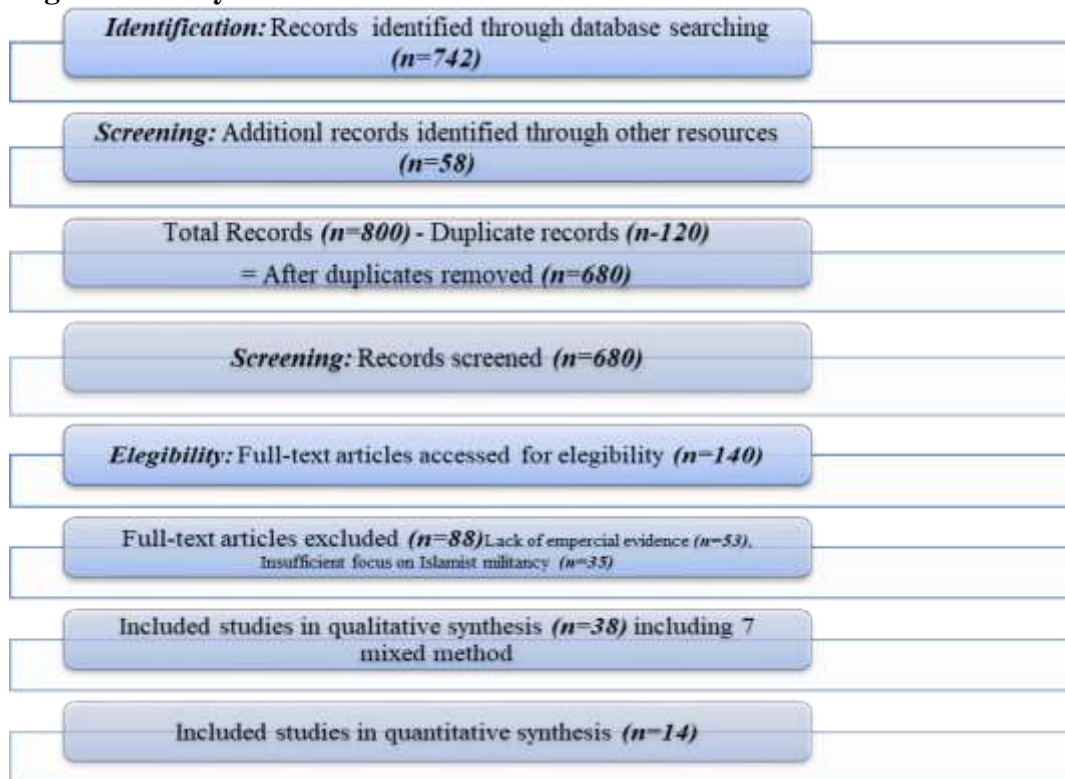 Identification: Records identified through database searching
(n=742)
Screening: Additionl records identified through other resources
(n=58)
Total Records (n=800) - Duplicate records (n-120)
= After duplicates removed (n=680)
Screening: Records screened (n=680)
Elegibility: Full-text articles accessed for elegibility (n=140)
Full-text articles excluded (n=88)Lack of empercial evidence (n=53),
Insufficient focus on Islamist militancy (n=35)
Included studies in qualitative synthesis (n=38) including 7
mixed method
Included studies in quantitative synthesis (n=14)